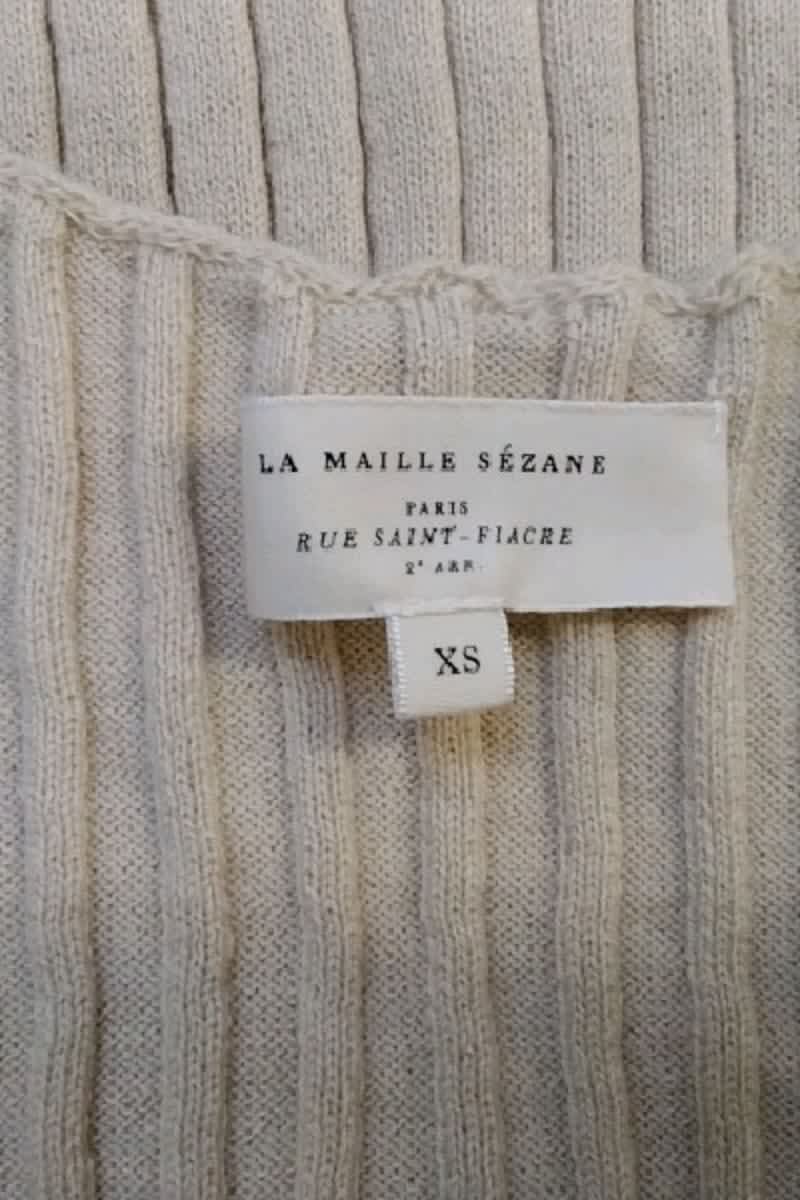 LA MAILLE SÉZANE
PARIS
RUE SAINT-FIACRE
2ᵉ ARR.
XS